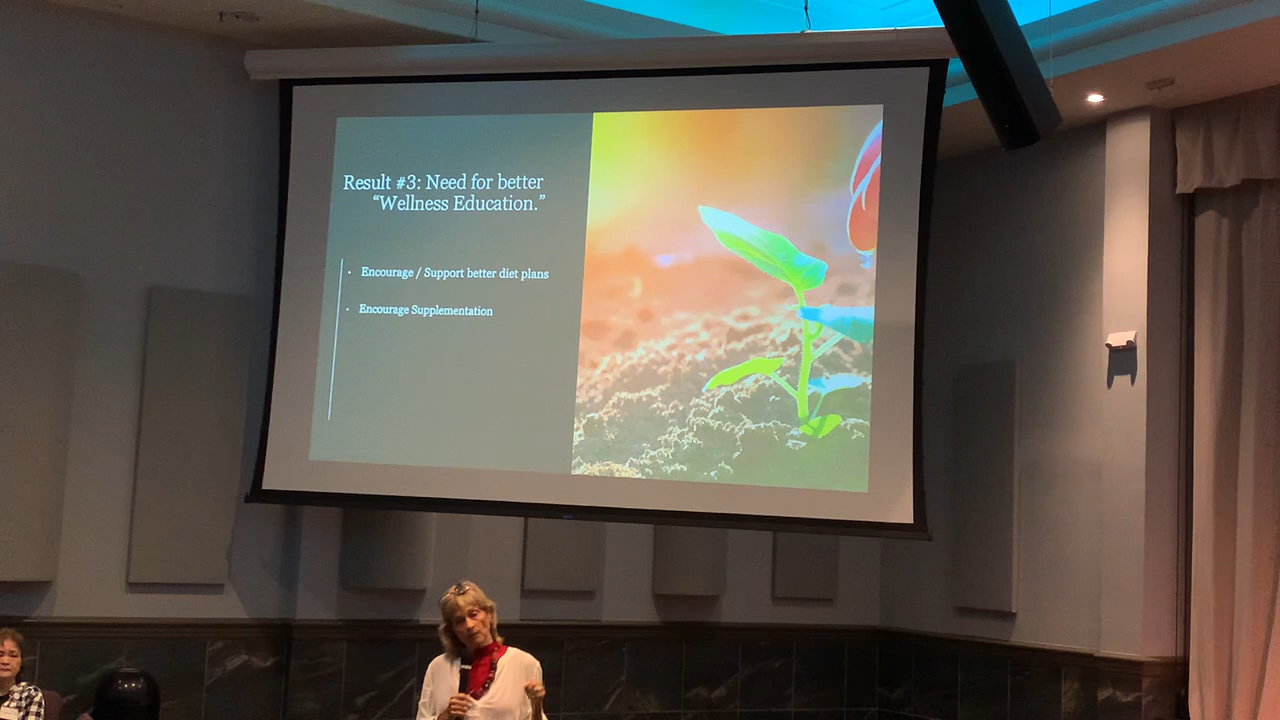 Result #3: Need for better
“Wellness Education.”
• Encourage / Support better diet plans
• Encourage Supplementation